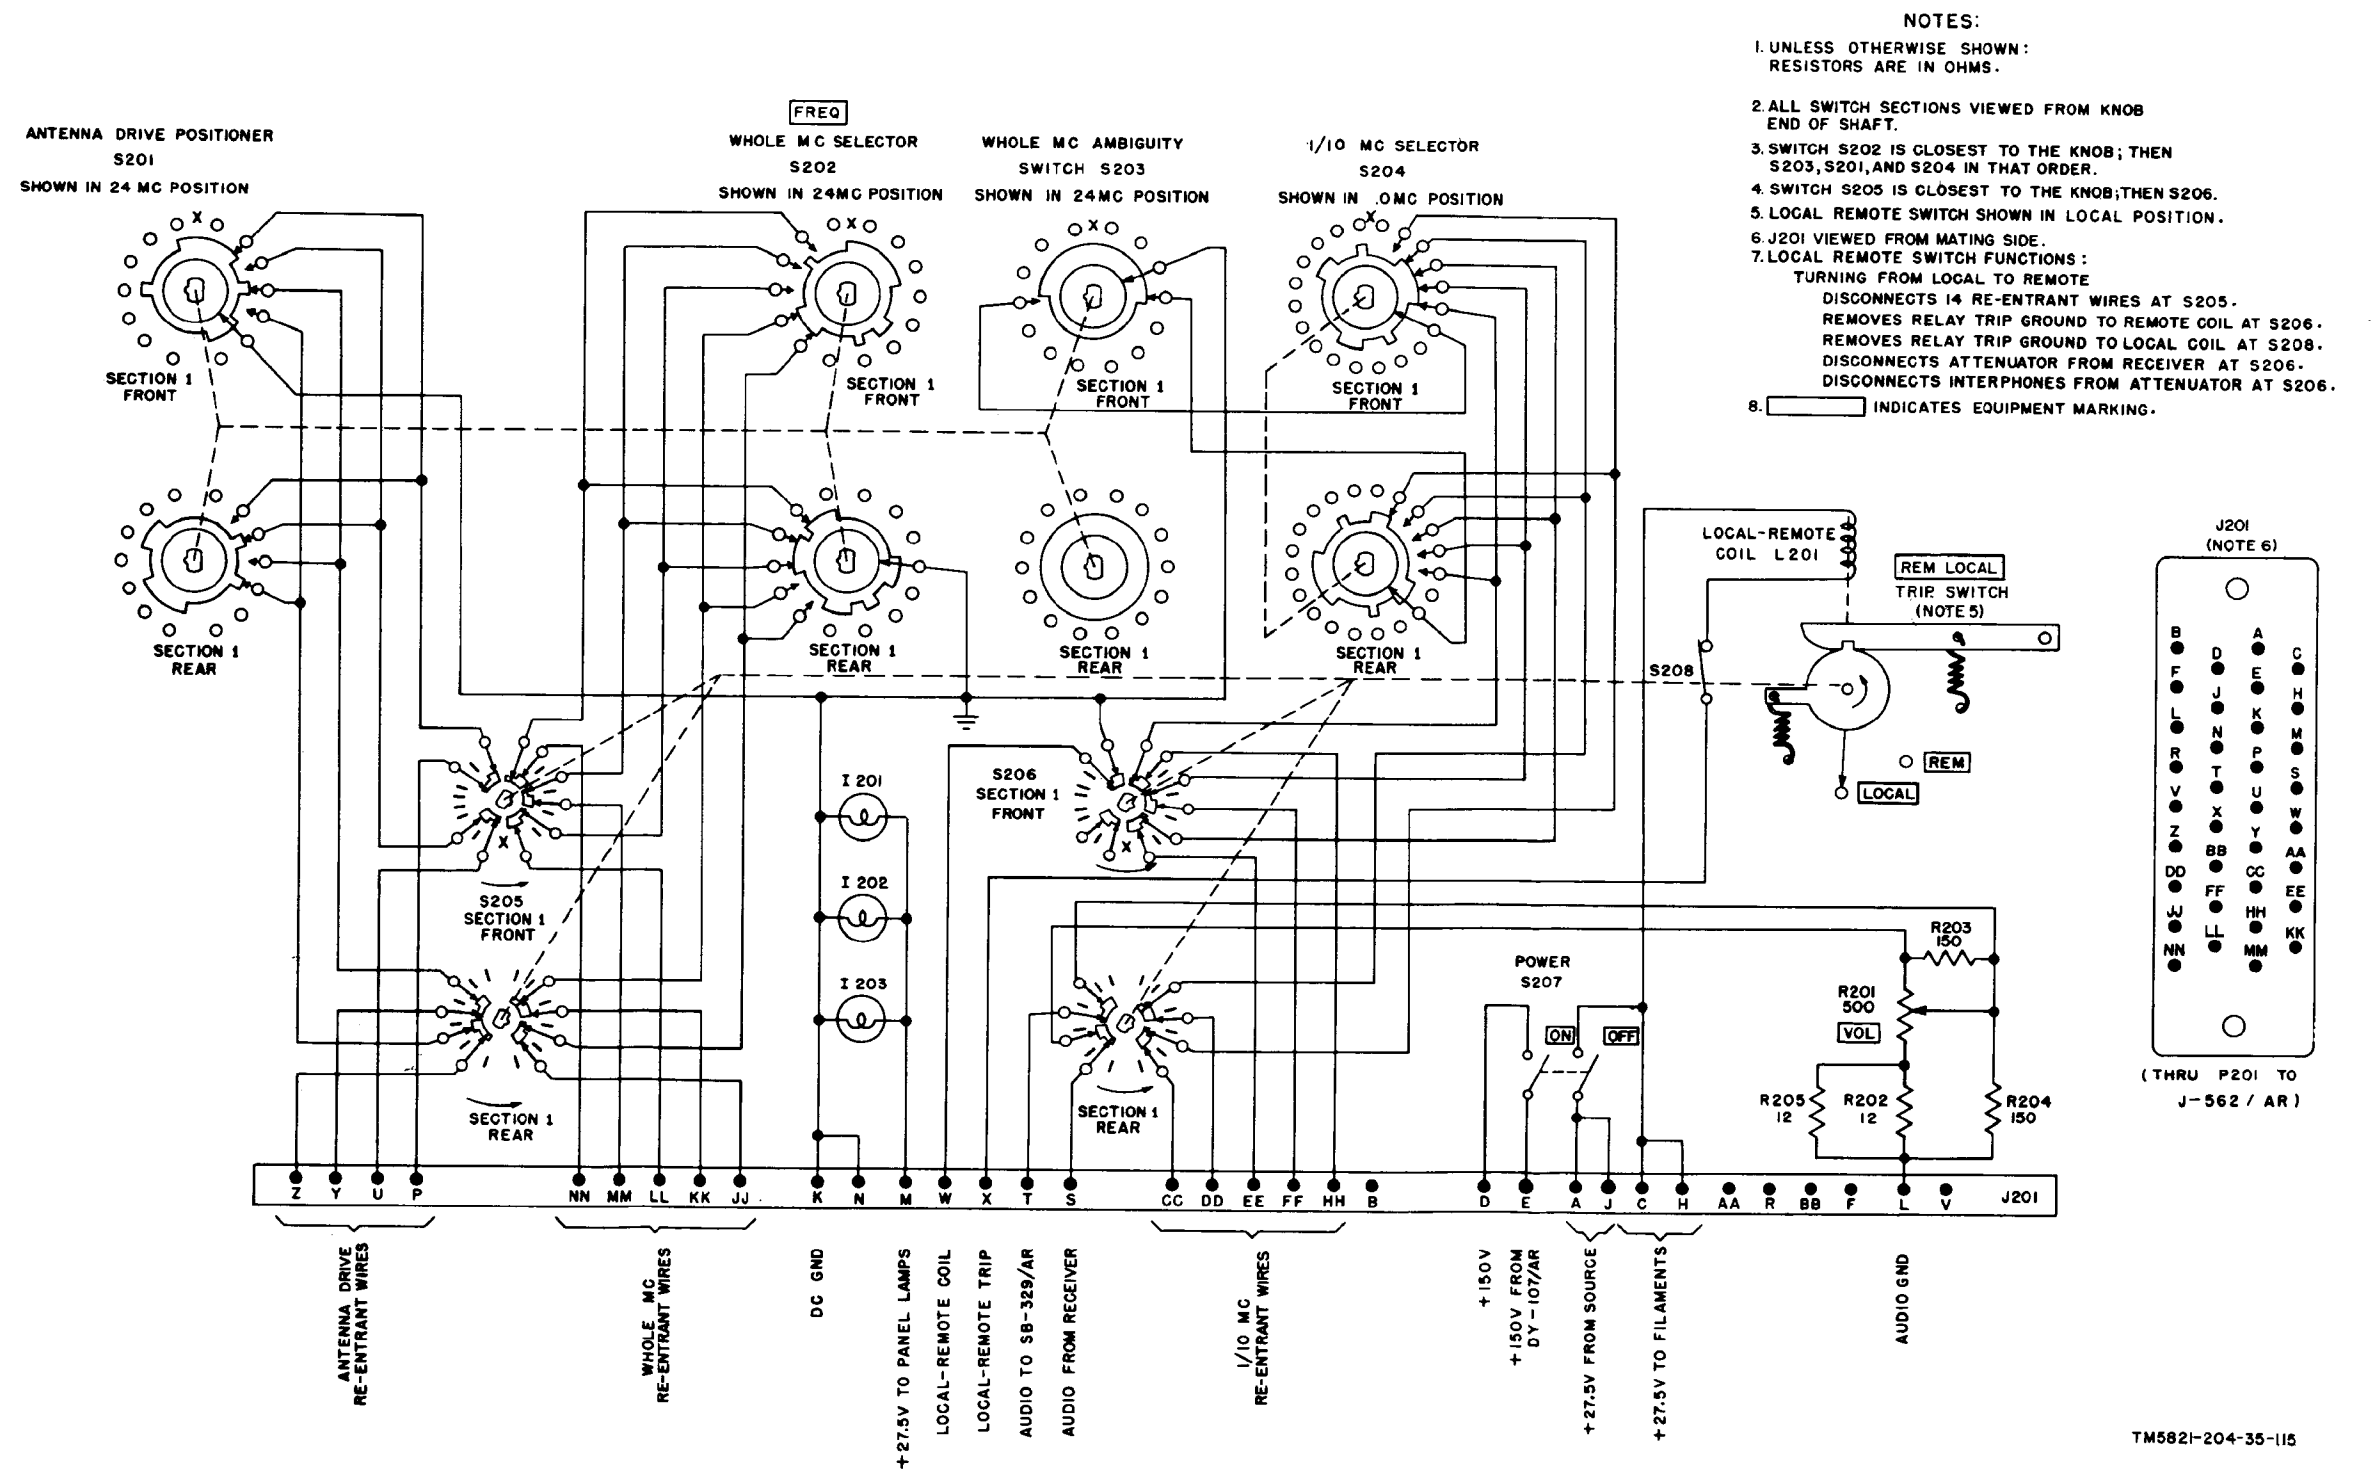 NOTES:
1. UNLESS OTHERWISE SHOWN:
RESISTORS ARE IN OHMS.
2. ALL SWITCH SECTIONS VIEWED FROM KNOB
END OF SHAFT.
3. SWITCH S202 IS CLOSEST TO THE KNOB; THEN
S203, S201, AND S204 IN THAT ORDER.
4. SWITCH S205 IS CLOSEST TO THE KNOB; THEN S206.
5. LOCAL REMOTE SWITCH SHOWN IN LOCAL POSITION.
6. J201 VIEWED FROM MATING SIDE.
7. LOCAL REMOTE SWITCH FUNCTIONS:
TURNING FROM LOCAL TO REMOTE
DISCONNECTS 14 RE-ENTRANT WIRES AT S205.
REMOVES RELAY TRIP GROUND TO REMOTE COIL AT S206.
REMOVES RELAY TRIP GROUND TO LOCAL COIL AT S208.
DISCONNECTS ATTENUATOR FROM RECEIVER AT S206.
DISCONNECTS INTERPHONES FROM ATTENUATOR AT S206.
8. INDICATES EQUIPMENT MARKING.
ANTENNA DRIVE POSITIONER
S201
SHOWN IN 24 MC POSITION
X
SECTION 1
FRONT
SECTION 1
REAR
FREQ
WHOLE MC SELECTOR
S202
SHOWN IN 24MC POSITION
X
SECTION 1
FRONT
SECTION 1
REAR
WHOLE MC AMBIGUITY
SWITCH S203
SHOWN IN 24MC POSITION
X
SECTION 1
FRONT
SECTION 1
REAR
1/10 MC SELECTOR
S204
SHOWN IN .0MC POSITION
X
SECTION 1
FRONT
SECTION 1
REAR
LOCAL-REMOTE
COIL L201
REM LOCAL
TRIP SWITCH
(NOTE 5)
S208
REM
LOCAL
X
S205
SECTION 1
FRONT
SECTION 1
REAR
I 201
I 202
I 203
S206
SECTION 1
FRONT
X
SECTION 1
REAR
POWER
S207
ON
OFF
R203
150
R201
500
VOL
R205
12
R202
12
R204
150
J201
(NOTE 6)
B
A
D
C
F
E
J
H
L
K
N
M
R
P
T
S
V
U
X
W
Z
Y
BB
AA
DD
CC
FF
EE
JJ
HH
LL
KK
NN
MM
(THRU P201 TO
J-562 / AR)
Z Y U P NN MM LL KK JJ K N M W X T S CC DD EE FF HH B D E A J C H AA R BB F L V J201
ANTENNA DRIVE
RE-ENTRANT WIRES
WHOLE MC
RE-ENTRANT WIRES
DC GND
+27.5V TO PANEL LAMPS
LOCAL-REMOTE COIL
LOCAL-REMOTE TRIP
AUDIO TO SB-329/AR
AUDIO FROM RECEIVER
1/10 MC
RE-ENTRANT WIRES
+150V
+150V FROM
DY-107/AR
+27.5V FROM SOURCE
+27.5V TO FILAMENTS
AUDIO GND
TM5821-204-35-115